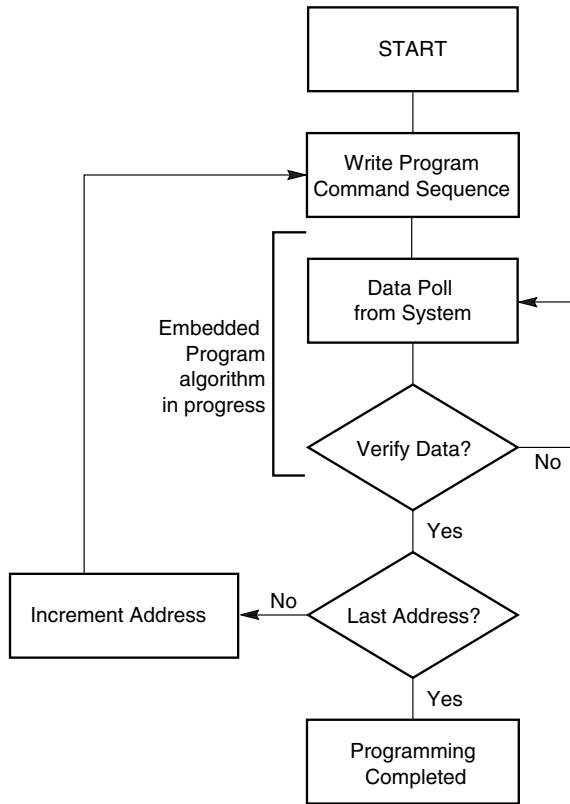 START
Write Program
Command Sequence
Data Poll
from System
Embedded
Program
algorithm
in progress
Verify Data?
No
Yes
Last Address?
No
Increment Address
Yes
Programming
Completed